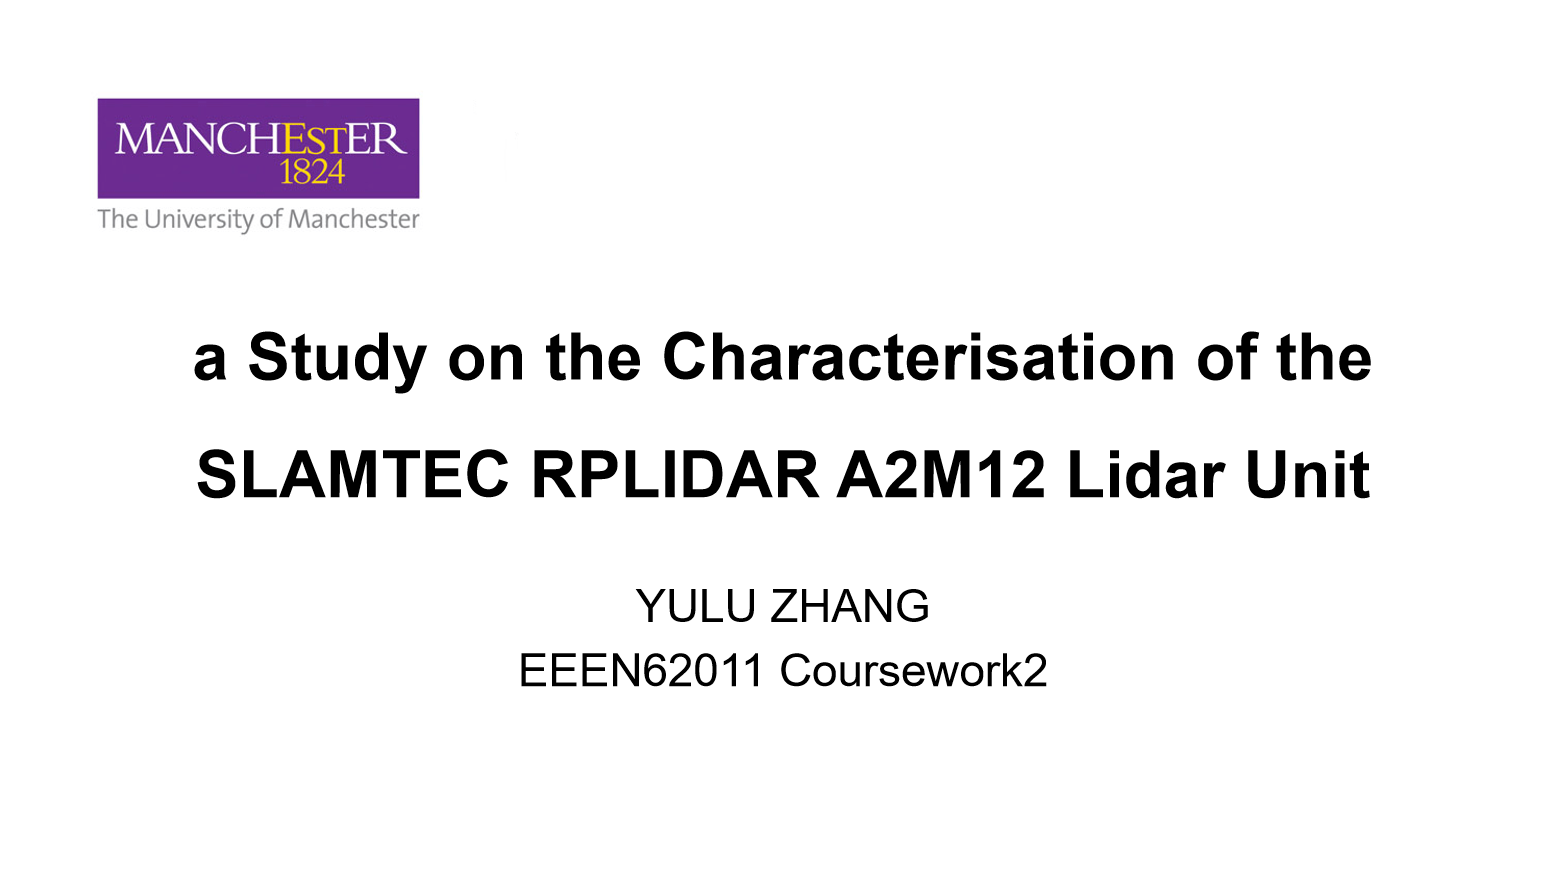 MANCHESTER
1824
The University of Manchester
a Study on the Characterisation of the
SLAMTEC RPLIDAR A2M12 Lidar Unit
YULU ZHANG
EEEN62011 Coursework2